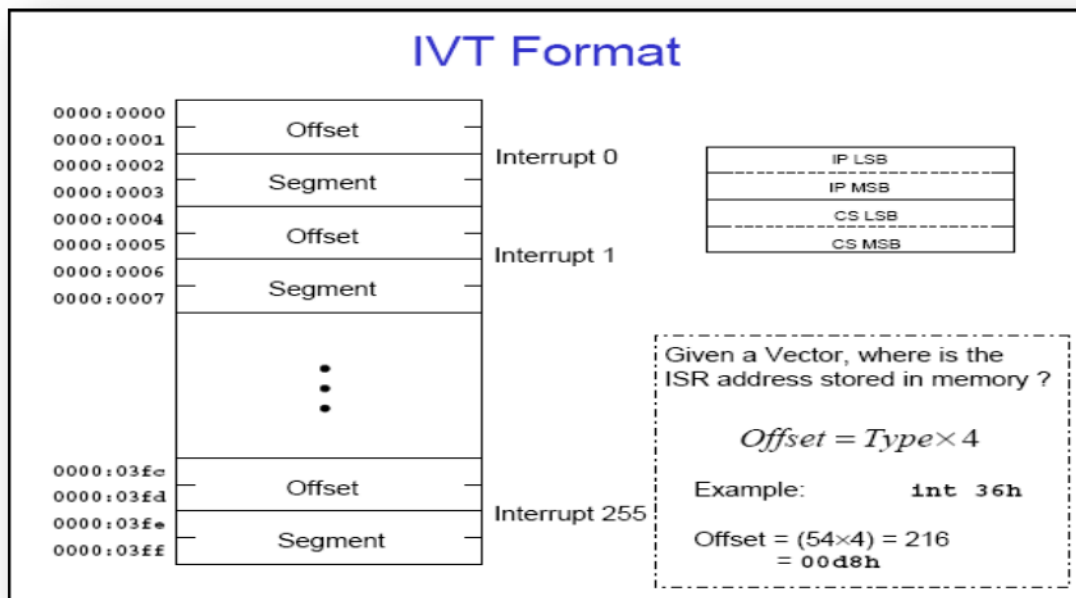 IVT Format
0000:0000
0000:0001
0000:0002
0000:0003
0000:0004
0000:0005
0000:0006
0000:0007
Offset
Segment
Offset
Segment
Interrupt 0
Interrupt 1
0000:03fc
0000:03fd
0000:03fe
0000:03ff
Offset
Segment
Interrupt 255
IP LSB
IP MSB
CS LSB
CS MSB
Given a Vector, where is the
ISR address stored in memory ?
Offset = Type × 4
Example: int 36h
Offset = (54×4) = 216
= 00d8h